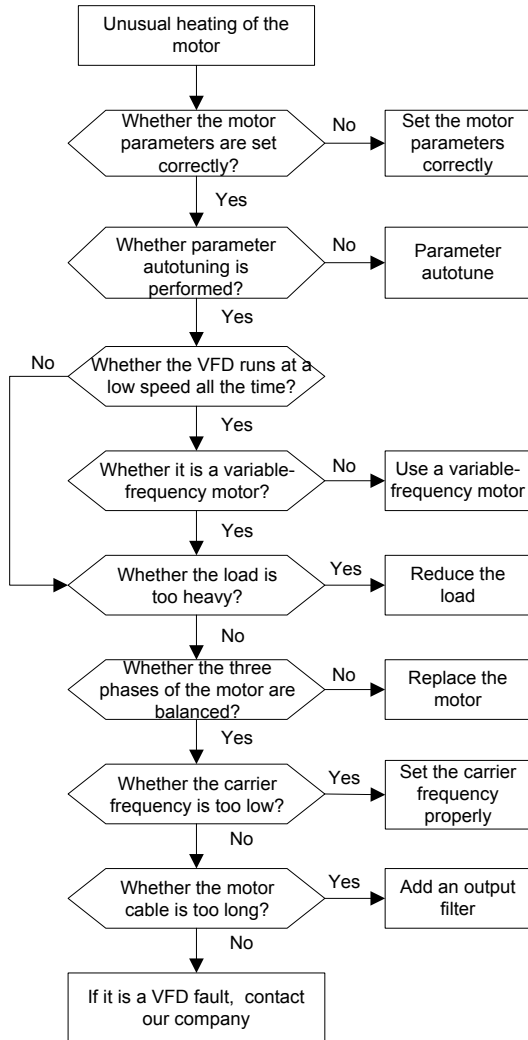 Unusual heating of the
motor
Whether the motor
parameters are set
correctly?
No
Set the motor
parameters
correctly
Yes
Whether parameter
autotuning is
performed?
No
Parameter
autotune
Yes
No
Whether the VFD runs at a
low speed all the time?
Yes
Whether it is a variable-
frequency motor?
No
Use a variable-
frequency motor
Yes
Whether the load is
too heavy?
Yes
Reduce the
load
No
Whether the three
phases of the motor are
balanced?
No
Replace the
motor
Yes
Whether the carrier
frequency is too low?
Yes
Set the carrier
frequency
properly
No
Whether the motor
cable is too long?
Yes
Add an output
filter
No
If it is a VFD fault, contact
our company